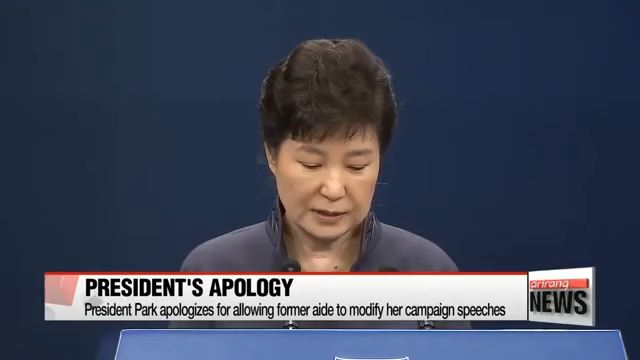 PRESIDENT'S APOLOGY
President Park apologizes for allowing former aide to modify her campaign speeches
arirang
NEWS